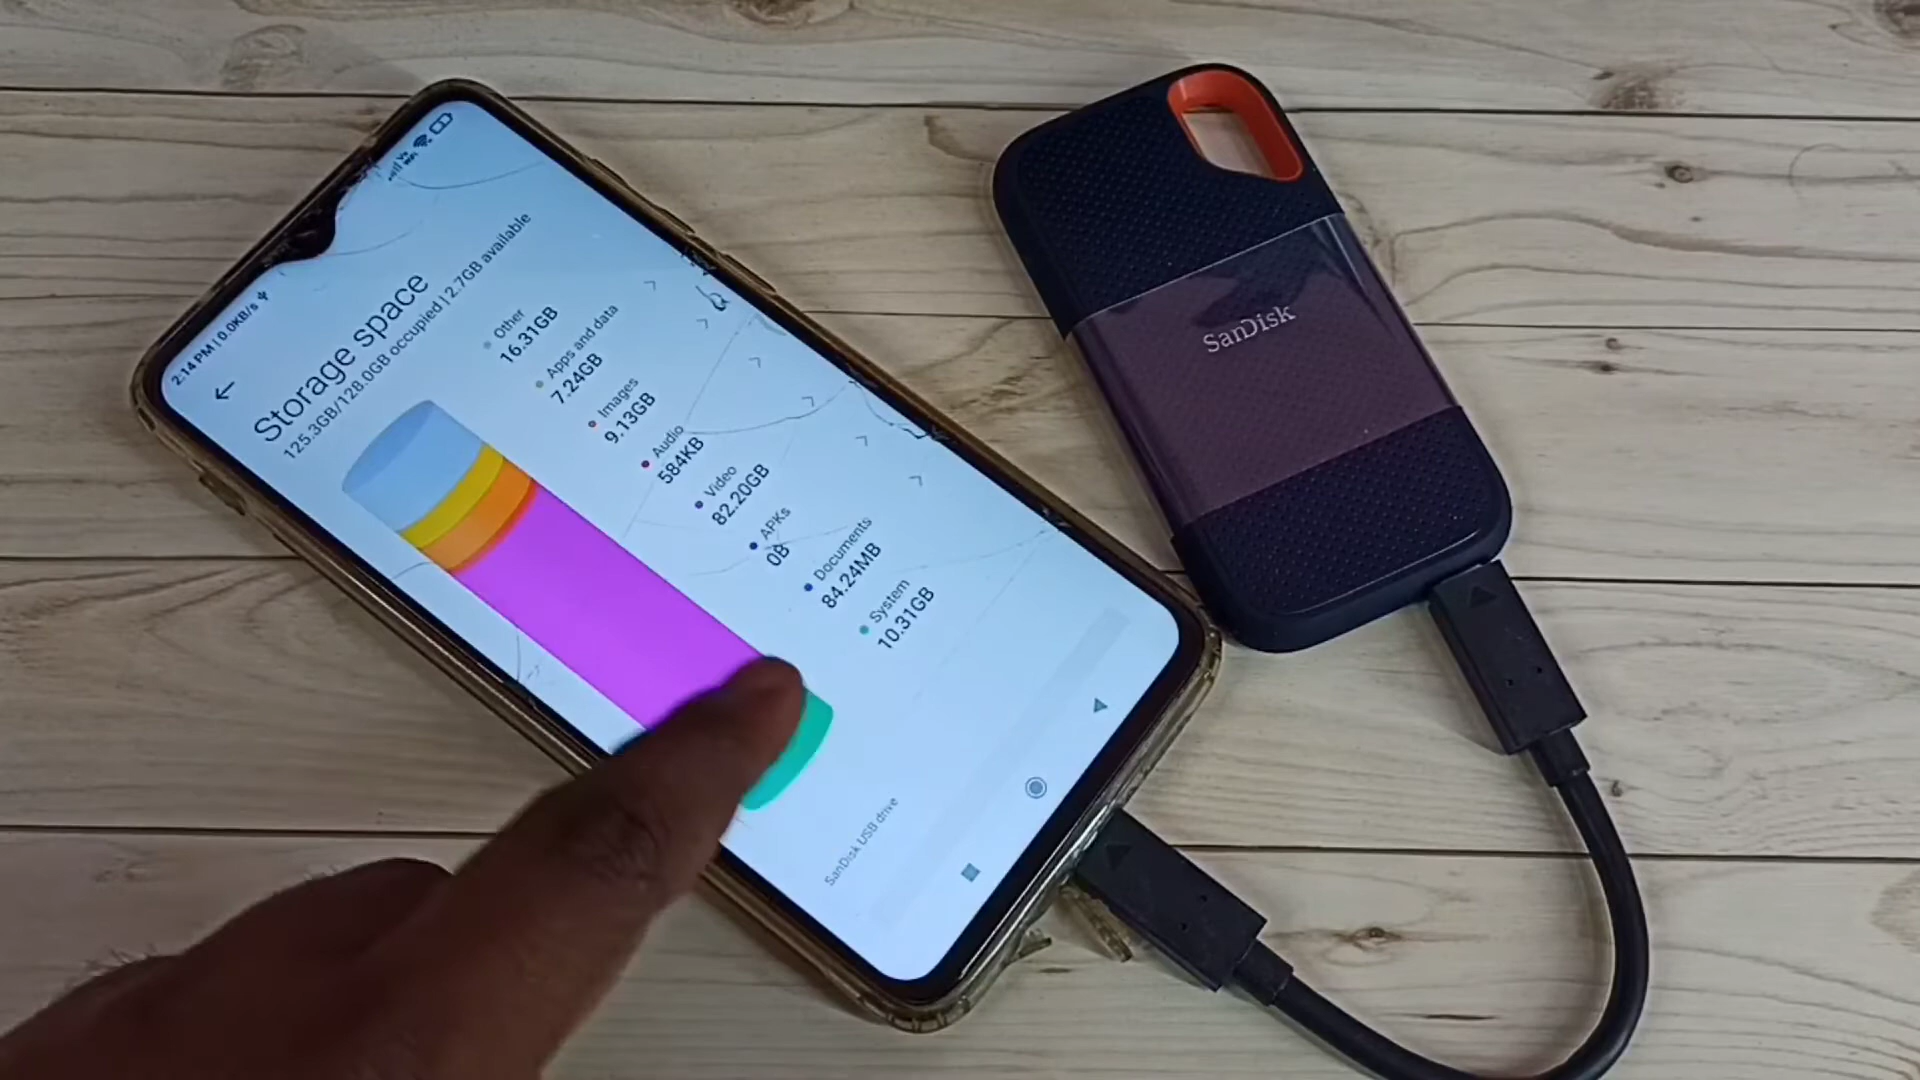 2:14 PM | 0.0KB/s
Storage space
125.3GB/128.0GB occupied | 2.7GB available
Other
16.31GB
Apps and data
7.24GB
Images
9.13GB
Audio
584KB
Video
82.20GB
APKs
0B
Documents
84.24MB
System
10.31GB
SanDisk USB drive
SanDisk